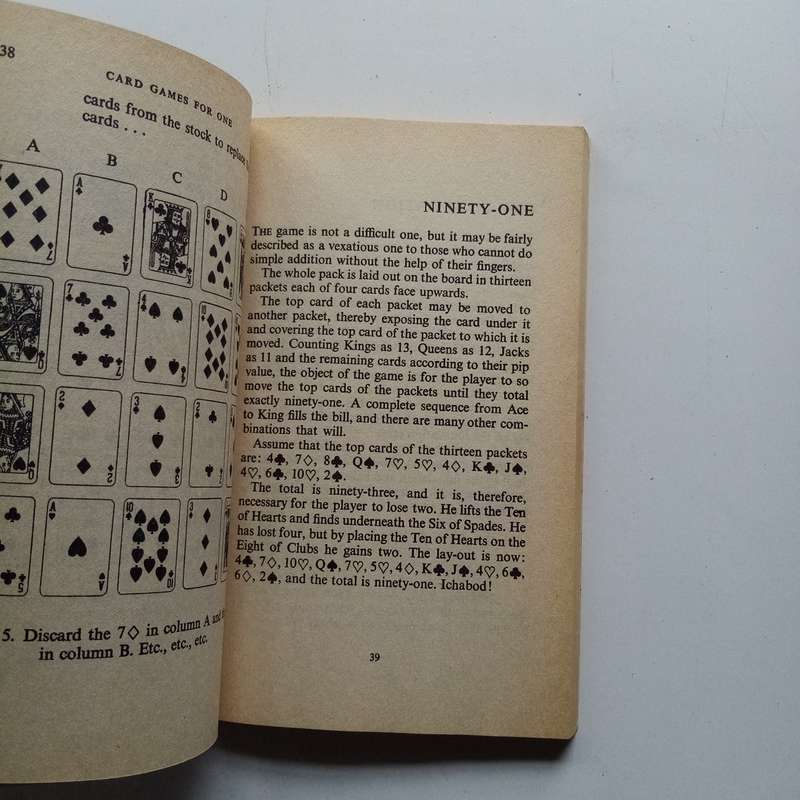 38
CARD GAMES FOR ONE
cards from the stock to replace
cards . . .
A B C D
5. Discard the 7♢ in column A and
in column B. Etc., etc., etc.
NINETY-ONE
THE game is not a difficult one, but it may be fairly
described as a vexatious one to those who cannot do
simple addition without the help of their fingers.
The whole pack is laid out on the board in thirteen
packets each of four cards face upwards.
The top card of each packet may be moved to
another packet, thereby exposing the card under it
and covering the top card of the packet to which it is
moved. Counting Kings as 13, Queens as 12, Jacks
as 11 and the remaining cards according to their pip
value, the object of the game is for the player to so
move the top cards of the packets until they total
exactly ninety-one. A complete sequence from Ace
to King fills the bill, and there are many other com-
binations that will.
Assume that the top cards of the thirteen packets
are: 4♣, 7♢, 8♣, Q♠, 7♡, 5♡, 4♢, K♣, J♠,
4♡, 6♣, 10♡, 2♠.
The total is ninety-three, and it is, therefore,
necessary for the player to lose two. He lifts the Ten
of Hearts and finds underneath the Six of Spades. He
has lost four, but by placing the Ten of Hearts on the
Eight of Clubs he gains two. The lay-out is now:
4♣, 7♢, 10♡, Q♠, 7♡, 5♡, 4♢, K♣, J♠, 4♡, 6♣,
6♢, 2♠, and the total is ninety-one. Ichabod!
39